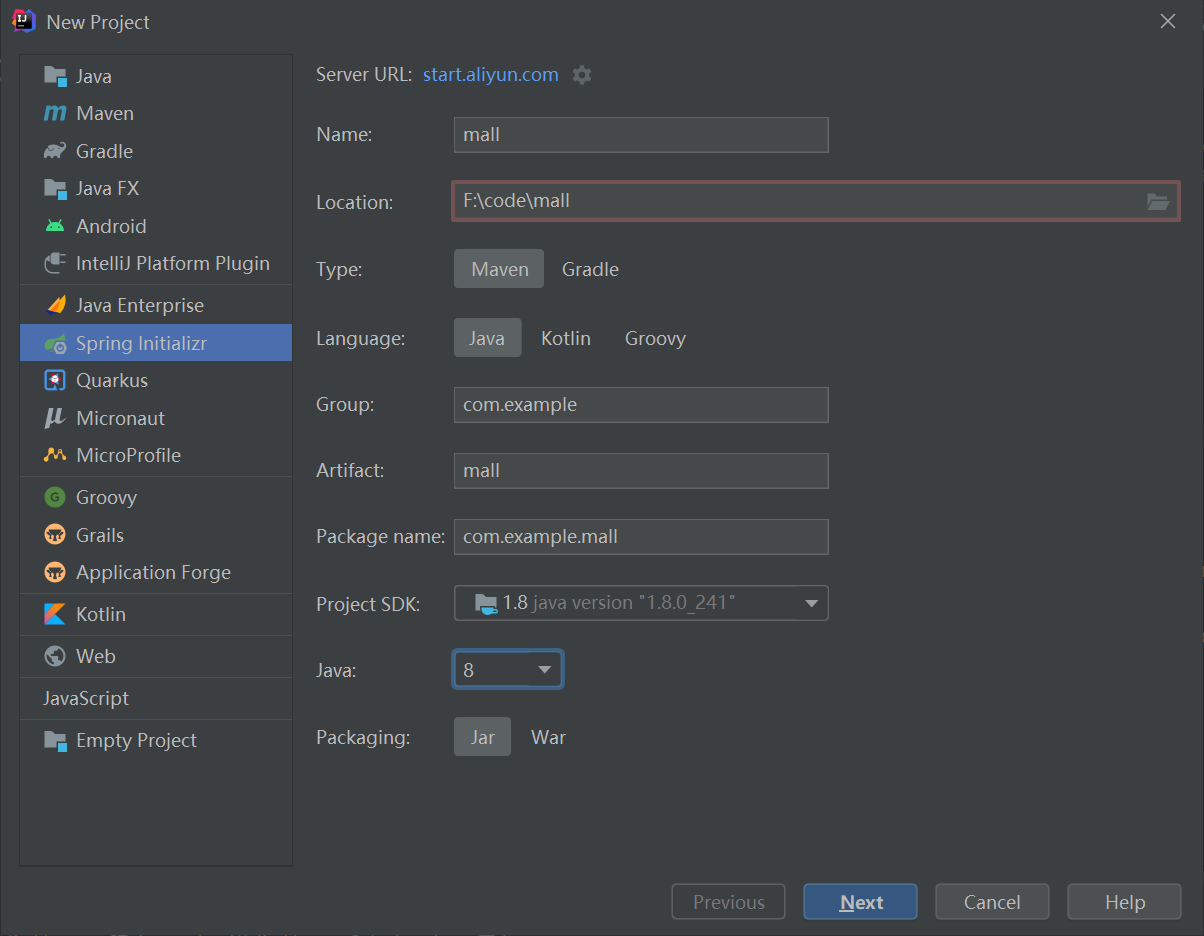 New Project
Java
Maven
Gradle
Java FX
Android
IntelliJ Platform Plugin
Java Enterprise
Spring Initializr
Quarkus
Micronaut
MicroProfile
Groovy
Grails
Application Forge
Kotlin
Web
JavaScript
Empty Project
Server URL: start.aliyun.com
Name: mall
Location: F:\code\mall
Type: Maven Gradle
Language: Java Kotlin Groovy
Group: com.example
Artifact: mall
Package name: com.example.mall
Project SDK: 1.8 java version "1.8.0_241"
Java: 8
Packaging: Jar War
Previous Next Cancel Help